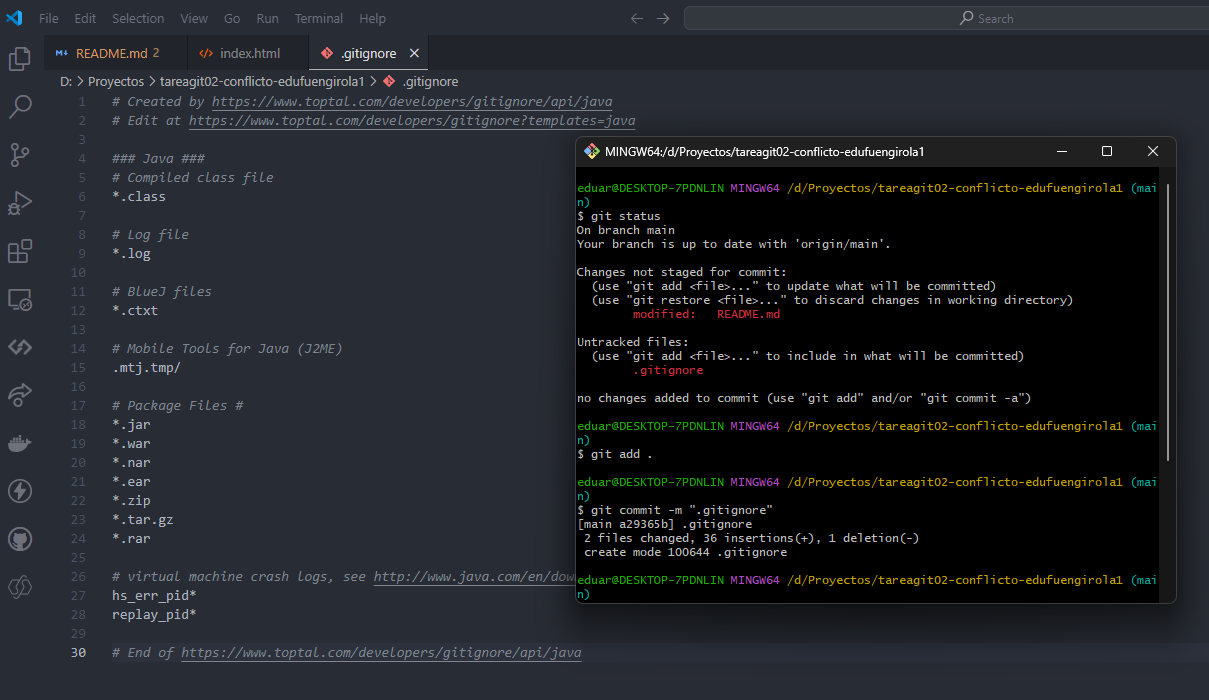 File Edit Selection View Go Run Terminal Help
Search
README.md 2
index.html
.gitignore
D: > Proyectos > tareagit02-conflicto-edufuengirola1 > .gitignore
1 # Created by https://www.toptal.com/developers/gitignore/api/java
2 # Edit at https://www.toptal.com/developers/gitignore?templates=java
3
4 ### Java ###
5 # Compiled class file
6 *.class
7
8 # Log file
9 *.log
10
11 # BlueJ files
12 *.ctxt
13
14 # Mobile Tools for Java (J2ME)
15 .mtj.tmp/
16
17 # Package Files #
18 *.jar
19 *.war
20 *.nar
21 *.ear
22 *.zip
23 *.tar.gz
24 *.rar
25
26 # virtual machine crash logs, see http://www.java.com/en/dow
27 hs_err_pid*
28 replay_pid*
29
30 # End of https://www.toptal.com/developers/gitignore/api/java
MINGW64:/d/Proyectos/tareagit02-conflicto-edufuengirola1
eduar@DESKTOP-7PDNLIN MINGW64 /d/Proyectos/tareagit02-conflicto-edufuengirola1 (mai
n)
$ git status
On branch main
Your branch is up to date with 'origin/main'.
Changes not staged for commit:
(use "git add <file>..." to update what will be committed)
(use "git restore <file>..." to discard changes in working directory)
modified: README.md
Untracked files:
(use "git add <file>..." to include in what will be committed)
.gitignore
no changes added to commit (use "git add" and/or "git commit -a")
eduar@DESKTOP-7PDNLIN MINGW64 /d/Proyectos/tareagit02-conflicto-edufuengirola1 (mai
n)
$ git add .
eduar@DESKTOP-7PDNLIN MINGW64 /d/Proyectos/tareagit02-conflicto-edufuengirola1 (mai
n)
$ git commit -m ".gitignore"
[main a29365b] .gitignore
2 files changed, 36 insertions(+), 1 deletion(-)
create mode 100644 .gitignore
eduar@DESKTOP-7PDNLIN MINGW64 /d/Proyectos/tareagit02-conflicto-edufuengirola1 (mai
n)